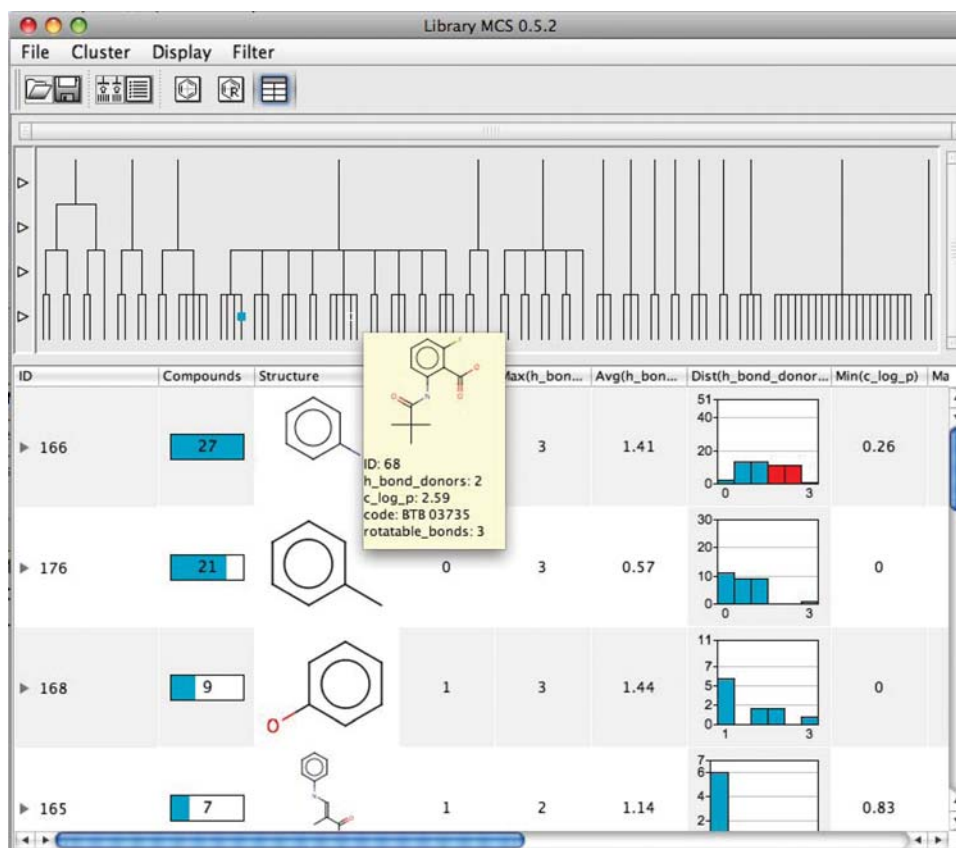 Library MCS 0.5.2
File Cluster Display Filter
ID Compounds Structure Max(h_bon... Avg(h_bon... Dist(h_bond_donor... Min(c_log_p) Ma
166 27 3 1.41 0.26
51
40
20
0
0 3
ID: 68
h_bond_donors: 2
c_log_p: 2.59
code: BTB 03735
rotatable_bonds: 3
176 21 0 3 0.57 0
30
20
10
0
0 3
168 9 1 3 1.44 0
O
11
7
5
2
0
1 3
165 7 1 2 1.14 0.83
7
6
4
2